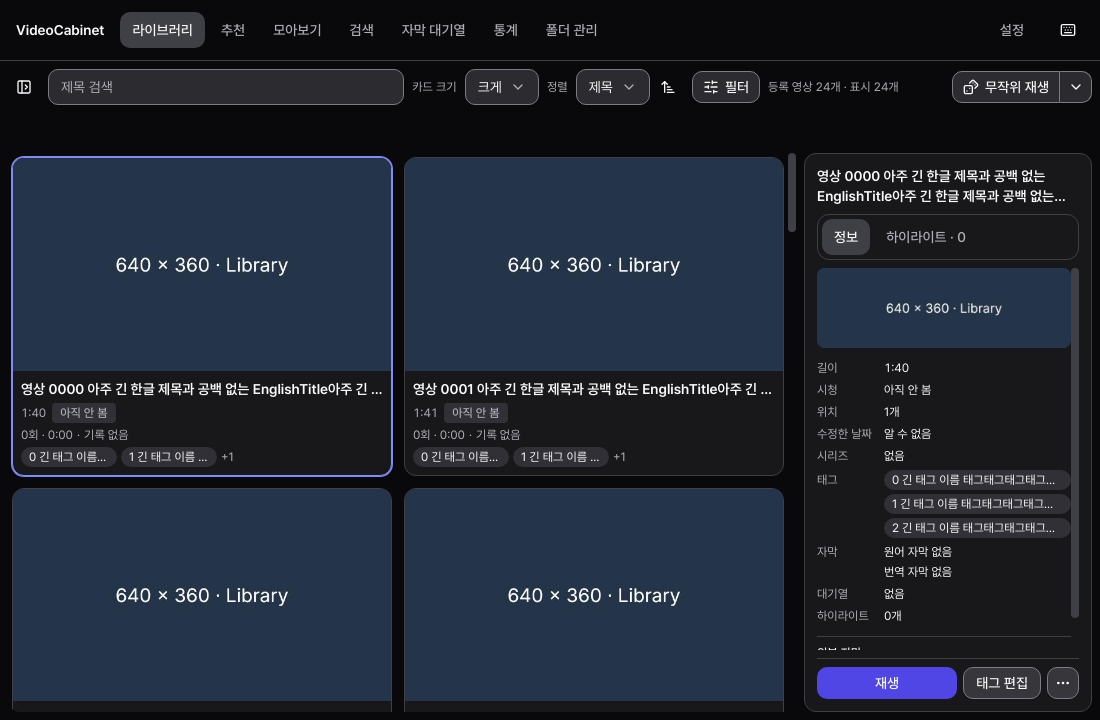 VideoCabinet 라이브러리 추천 모아보기 검색 자막 대기열 통계 폴더 관리 설정
제목 검색 카드 크기 크게 정렬 제목 필터 등록 영상 24개 · 표시 24개 무작위 재생
640 × 360 · Library
영상 0000 아주 긴 한글 제목과 공백 없는 EnglishTitle아주 긴 ...
1:40 아직 안 봄
0회 · 0:00 · 기록 없음
0 긴 태그 이름... 1 긴 태그 이름 ... +1
640 × 360 · Library
영상 0001 아주 긴 한글 제목과 공백 없는 EnglishTitle아주 긴 ...
1:41 아직 안 봄
0회 · 0:00 · 기록 없음
0 긴 태그 이름... 1 긴 태그 이름 ... +1
640 × 360 · Library
640 × 360 · Library
영상 0000 아주 긴 한글 제목과 공백 없는
EnglishTitle아주 긴 한글 제목과 공백 없는...
정보 하이라이트 · 0
640 × 360 · Library
길이 1:40
시청 아직 안 봄
위치 1개
수정한 날짜 알 수 없음
시리즈 없음
태그 0 긴 태그 이름 태그태그태그태그...
1 긴 태그 이름 태그태그태그태그...
2 긴 태그 이름 태그태그태그태그...
자막 원어 자막 없음
번역 자막 없음
대기열 없음
하이라이트 0개
재생 태그 편집 ...